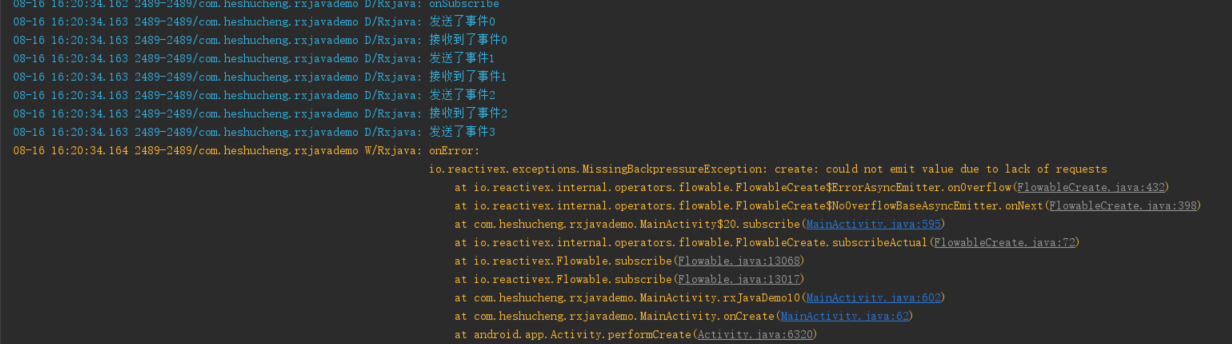 08-16 16:20:34.162 2489-2489/com.heshucheng.rxjavademo D/Rxjava: onSubscribe
08-16 16:20:34.163 2489-2489/com.heshucheng.rxjavademo D/Rxjava: 发送了事件0
08-16 16:20:34.163 2489-2489/com.heshucheng.rxjavademo D/Rxjava: 接收到了事件0
08-16 16:20:34.163 2489-2489/com.heshucheng.rxjavademo D/Rxjava: 发送了事件1
08-16 16:20:34.163 2489-2489/com.heshucheng.rxjavademo D/Rxjava: 接收到了事件1
08-16 16:20:34.163 2489-2489/com.heshucheng.rxjavademo D/Rxjava: 发送了事件2
08-16 16:20:34.163 2489-2489/com.heshucheng.rxjavademo D/Rxjava: 接收到了事件2
08-16 16:20:34.163 2489-2489/com.heshucheng.rxjavademo D/Rxjava: 发送了事件3
08-16 16:20:34.164 2489-2489/com.heshucheng.rxjavademo W/Rxjava: onError:
io.reactivex.exceptions.MissingBackpressureException: create: could not emit value due to lack of requests
at io.reactivex.internal.operators.flowable.FlowableCreate$ErrorAsyncEmitter.onOverflow(FlowableCreate.java:432)
at io.reactivex.internal.operators.flowable.FlowableCreate$NoOverflowBaseAsyncEmitter.onNext(FlowableCreate.java:398)
at com.heshucheng.rxjavademo.MainActivity$20.subscribe(MainActivity.java:595)
at io.reactivex.internal.operators.flowable.FlowableCreate.subscribeActual(FlowableCreate.java:72)
at io.reactivex.Flowable.subscribe(Flowable.java:13068)
at io.reactivex.Flowable.subscribe(Flowable.java:13017)
at com.heshucheng.rxjavademo.MainActivity.rxJavaDemo10(MainActivity.java:602)
at com.heshucheng.rxjavademo.MainActivity.onCreate(MainActivity.java:62)
at android.app.Activity.performCreate(Activity.java:6320)